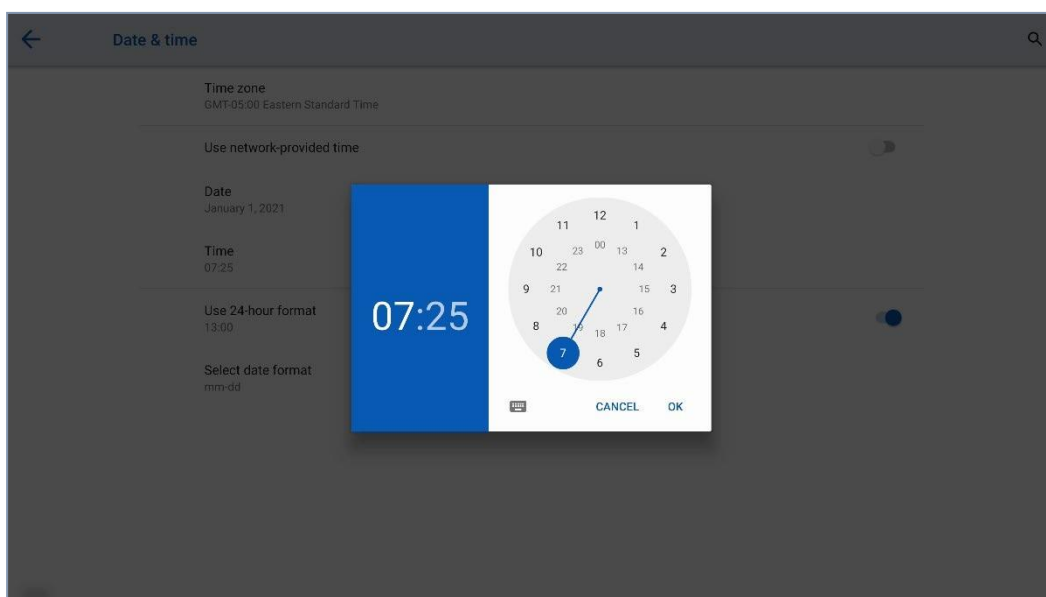 Date & time
Time zone
GMT-05:00 Eastern Standard Time
Use network-provided time
Date
January 1, 2021
Time
07:25
Use 24-hour format
13:00
Select date format
mm-dd
07:25
12
11
1
00
23
13
10
2
22
14
9
21
15
3
20
16
8
4
19
17
18
7
5
6
CANCEL OK